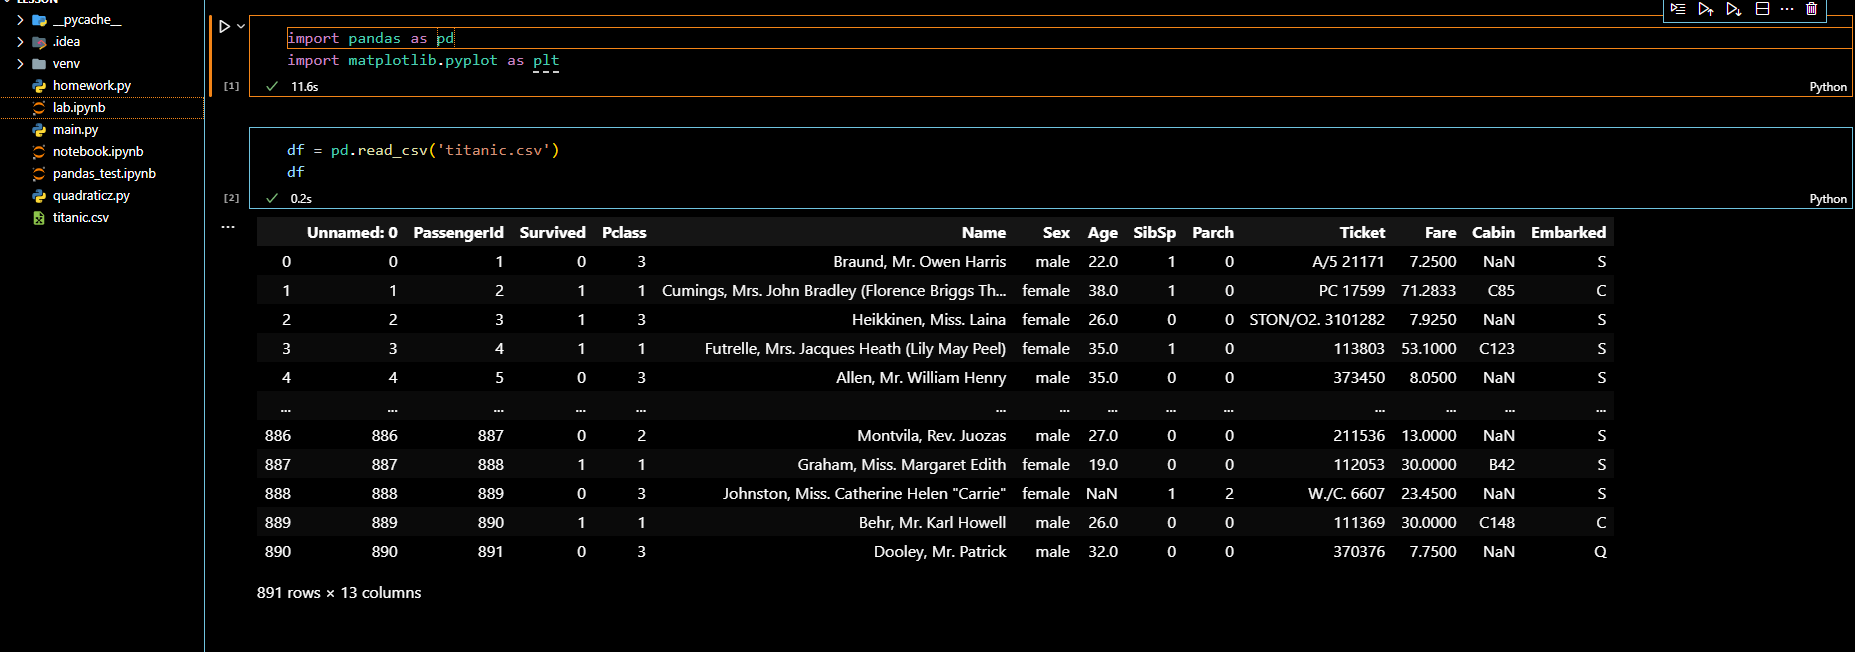 __pycache__
.idea
venv
homework.py
lab.ipynb
main.py
notebook.ipynb
pandas_test.ipynb
quadraticz.py
titanic.csv
import pandas as pd
import matplotlib.pyplot as plt
[1] 11.6s Python
df = pd.read_csv('titanic.csv')
df
[2] 0.2s Python
Unnamed: 0 PassengerId Survived Pclass Name Sex Age SibSp Parch Ticket Fare Cabin Embarked
0 0 1 0 3 Braund, Mr. Owen Harris male 22.0 1 0 A/5 21171 7.2500 NaN S
1 1 2 1 1 Cumings, Mrs. John Bradley (Florence Briggs Th... female 38.0 1 0 PC 17599 71.2833 C85 C
2 2 3 1 3 Heikkinen, Miss. Laina female 26.0 0 0 STON/O2. 3101282 7.9250 NaN S
3 3 4 1 1 Futrelle, Mrs. Jacques Heath (Lily May Peel) female 35.0 1 0 113803 53.1000 C123 S
4 4 5 0 3 Allen, Mr. William Henry male 35.0 0 0 373450 8.0500 NaN S
... ... ... ... ... ... ... ... ... ... ... ... ... ...
886 886 887 0 2 Montvila, Rev. Juozas male 27.0 0 0 211536 13.0000 NaN S
887 887 888 1 1 Graham, Miss. Margaret Edith female 19.0 0 0 112053 30.0000 B42 S
888 888 889 0 3 Johnston, Miss. Catherine Helen "Carrie" female NaN 1 2 W./C. 6607 23.4500 NaN S
889 889 890 1 1 Behr, Mr. Karl Howell male 26.0 0 0 111369 30.0000 C148 C
890 890 891 0 3 Dooley, Mr. Patrick male 32.0 0 0 370376 7.7500 NaN Q
891 rows × 13 columns